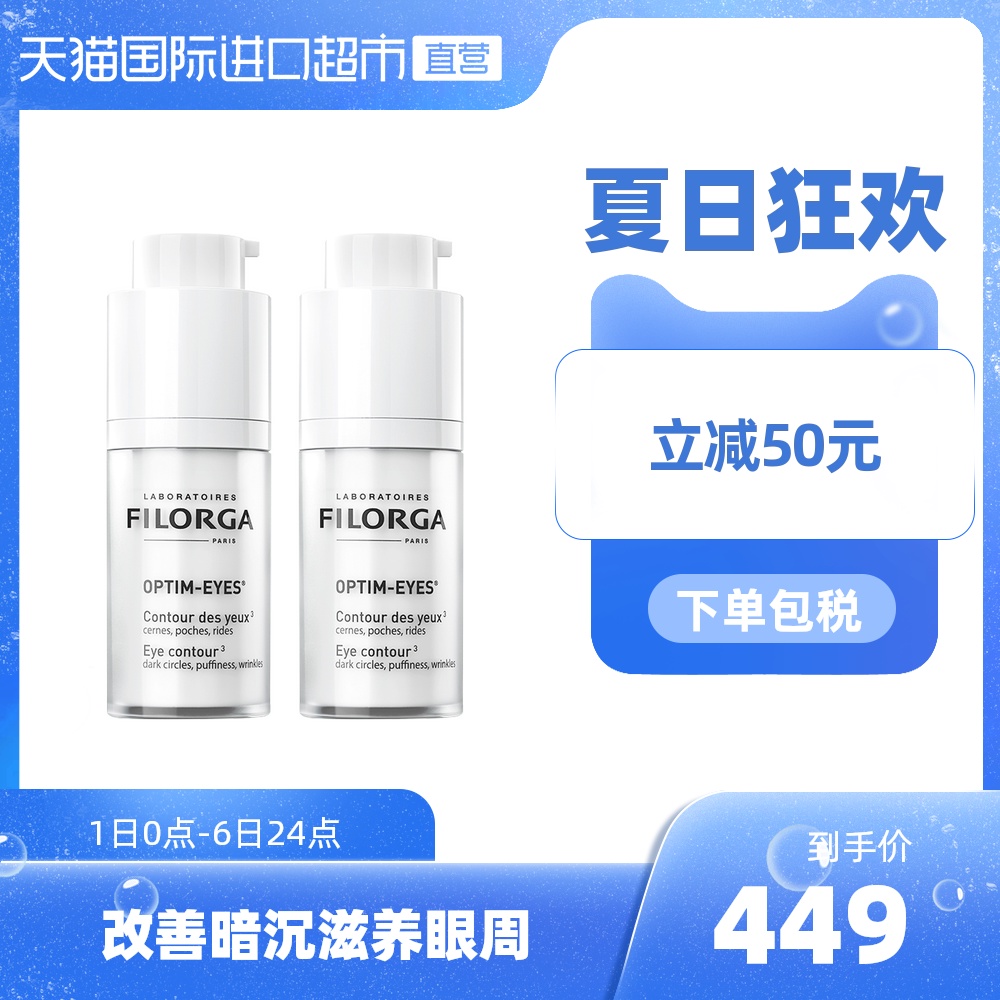 天猫国际进口超市 直营
夏日狂欢
立减50元
下单包税
LABORATOIRES
FILORGA
PARIS
OPTIM-EYES®
Contour des yeux³
cernes, poches, rides
Eye contour³
dark circles, puffiness, wrinkles
LABORATOIRES
FILORGA
PARIS
OPTIM-EYES®
Contour des yeux³
cernes, poches, rides
Eye contour³
dark circles, puffiness, wrinkles
1日0点-6日24点
改善暗沉滋养眼周
到手价
449